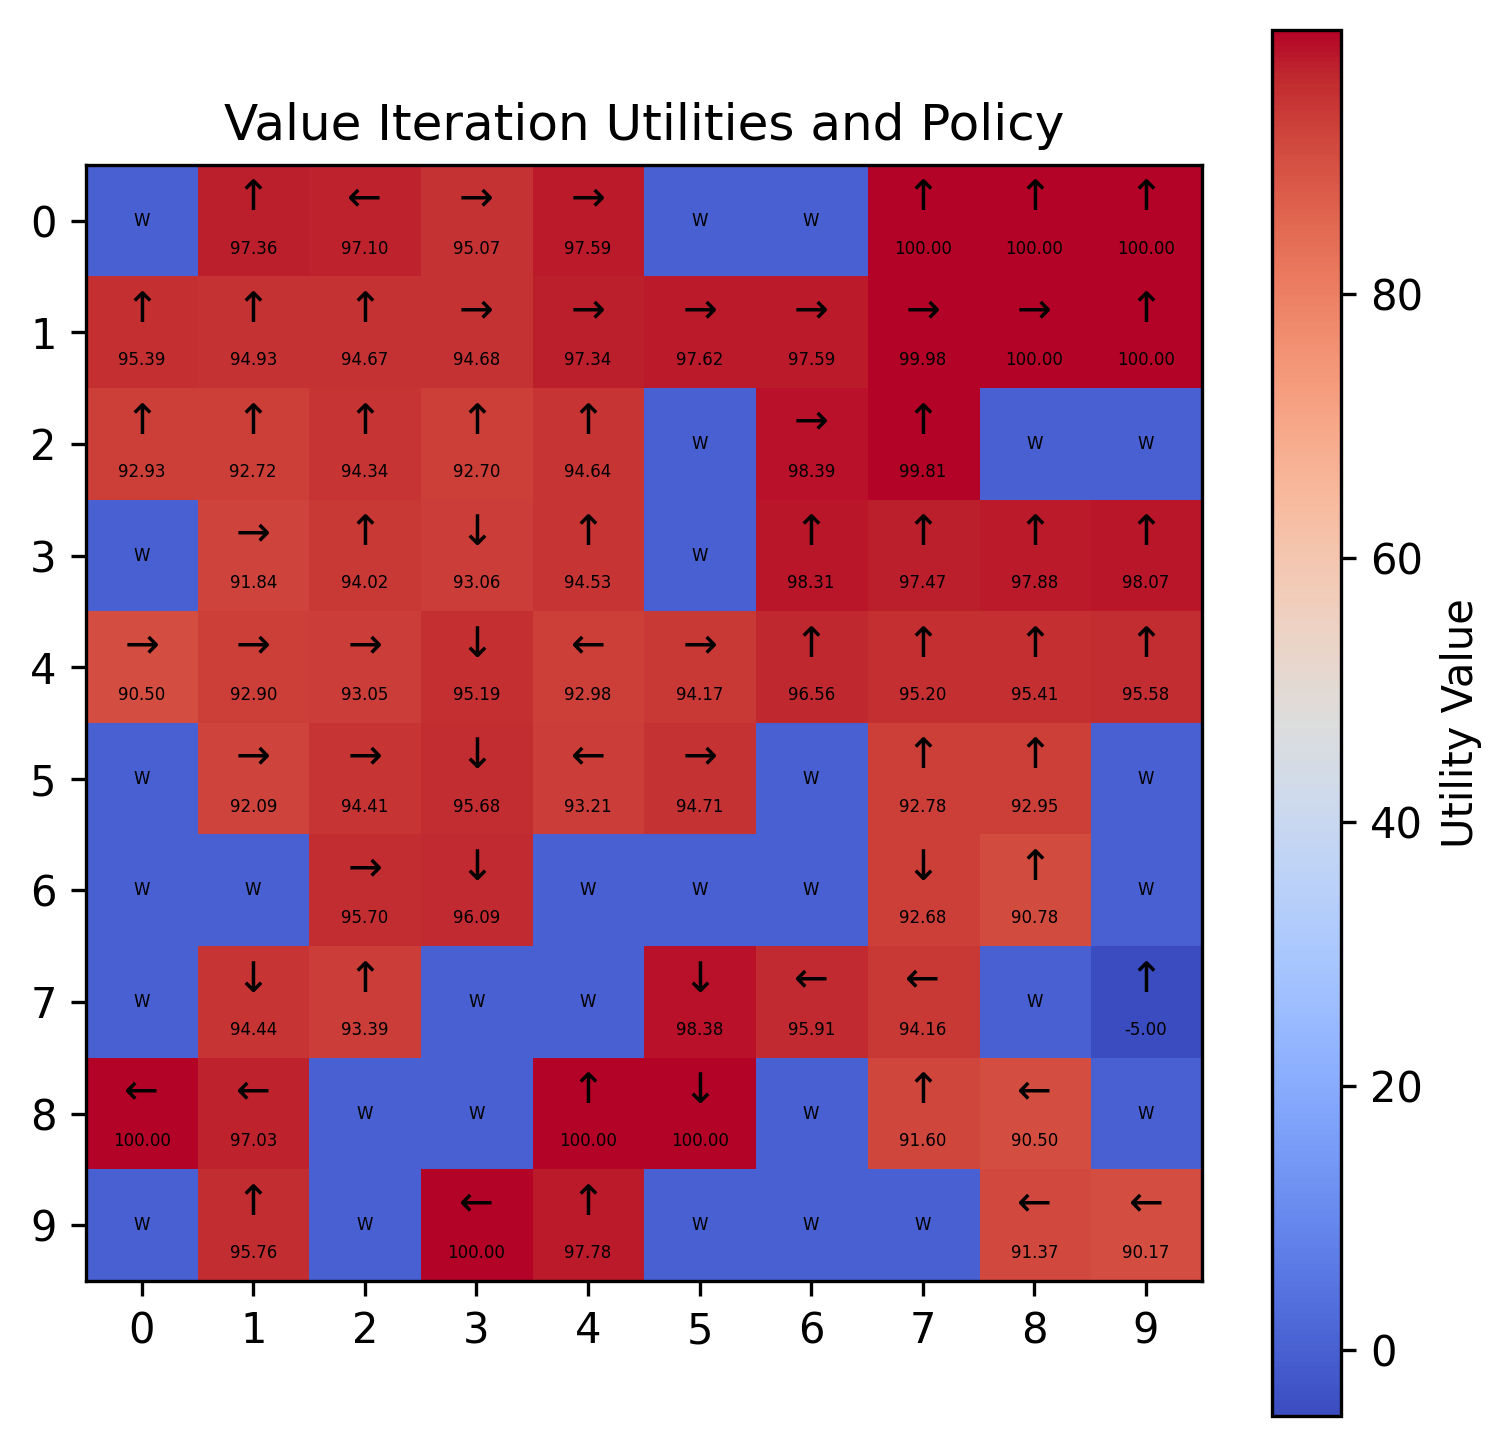 Value Iteration Utilities and Policy
0 W ↑ ← → → W W ↑ ↑ ↑
97.36 97.10 95.07 97.59 100.00 100.00 100.00
1 ↑ ↑ ↑ → → → → → → ↑
95.39 94.93 94.67 94.68 97.34 97.62 97.59 99.98 100.00 100.00
2 ↑ ↑ ↑ ↑ ↑ W → ↑ W W
92.93 92.72 94.34 92.70 94.64 98.39 99.81
3 W → ↑ ↓ ↑ W ↑ ↑ ↑ ↑
91.84 94.02 93.06 94.53 98.31 97.47 97.88 98.07
4 → → → ↓ ← → ↑ ↑ ↑ ↑
90.50 92.90 93.05 95.19 92.98 94.17 96.56 95.20 95.41 95.58
5 W → → ↓ ← → W ↑ ↑ W
92.09 94.41 95.68 93.21 94.71 92.78 92.95
6 W W → ↓ W W W ↓ ↑ W
95.70 96.09 92.68 90.78
7 W ↓ ↑ W W ↓ ← ← W ↑
94.44 93.39 98.38 95.91 94.16 -5.00
8 ← ← W W ↑ ↓ W ↑ ← W
100.00 97.03 100.00 100.00 91.60 90.50
9 W ↑ W ← ↑ W W W ← ←
95.76 100.00 97.78 91.37 90.17
0 1 2 3 4 5 6 7 8 9
80
60
40
20
0
Utility Value